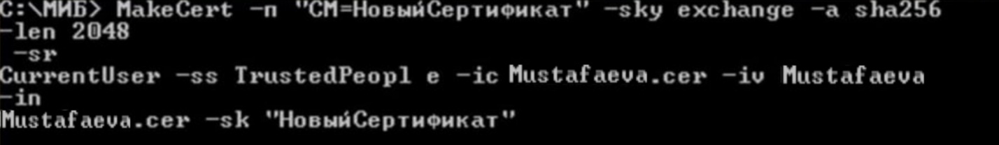 C:\МИБ> MakeCert -п "CM=НовыйСертификат" -sky exchange -a sha256
-len 2048
-sr
CurrentUser -ss TrustedPeopl e -ic Mustafaeva.cer -iv Mustafaeva
-in
Mustafaeva.cer -sk "НовыйСертификат"